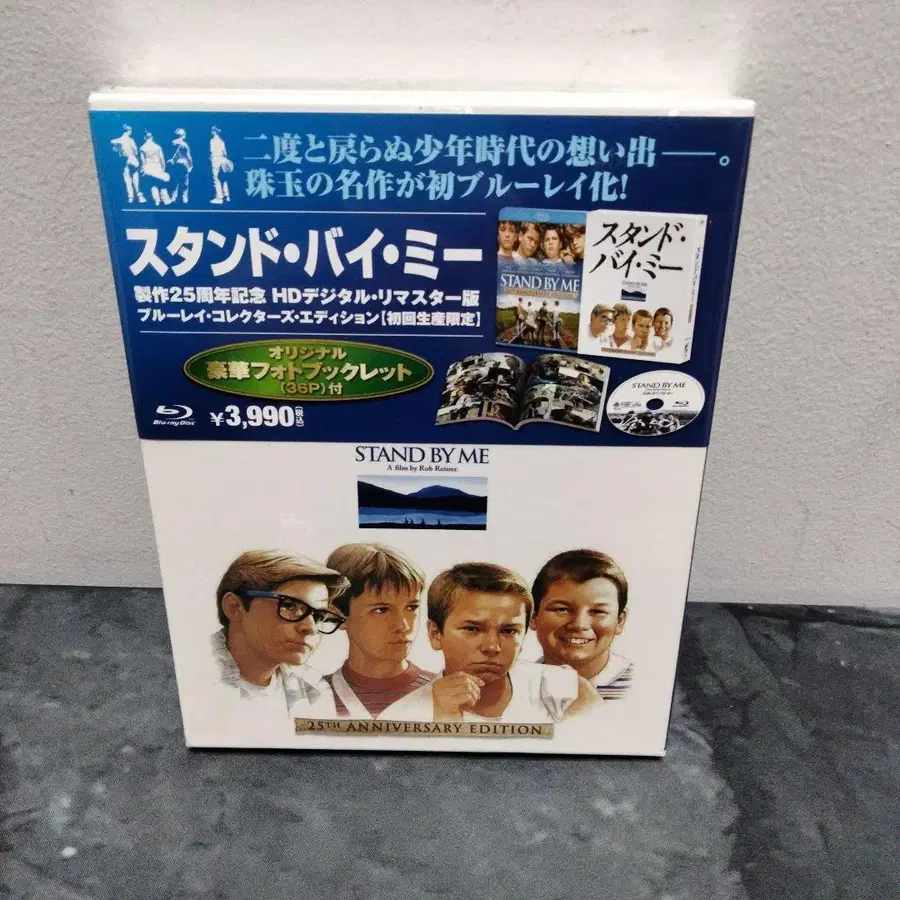 二度と戻らぬ少年時代の想い出――。
珠玉の名作が初ブルーレイ化!
スタンド・バイ・ミー
製作25周年記念 HDデジタル・リマスター版
ブルーレイ・コレクターズ・エディション【初回生産限定】
オリジナル
豪華フォトブックレット
(36P)付
Blu-ray Disc
¥3,990(税込)
STAND BY ME
スタンド・
バイ・ミー
STAND BY ME
STAND BY ME
STAND BY ME
A film by Rob Reiner.
25TH ANNIVERSARY EDITION